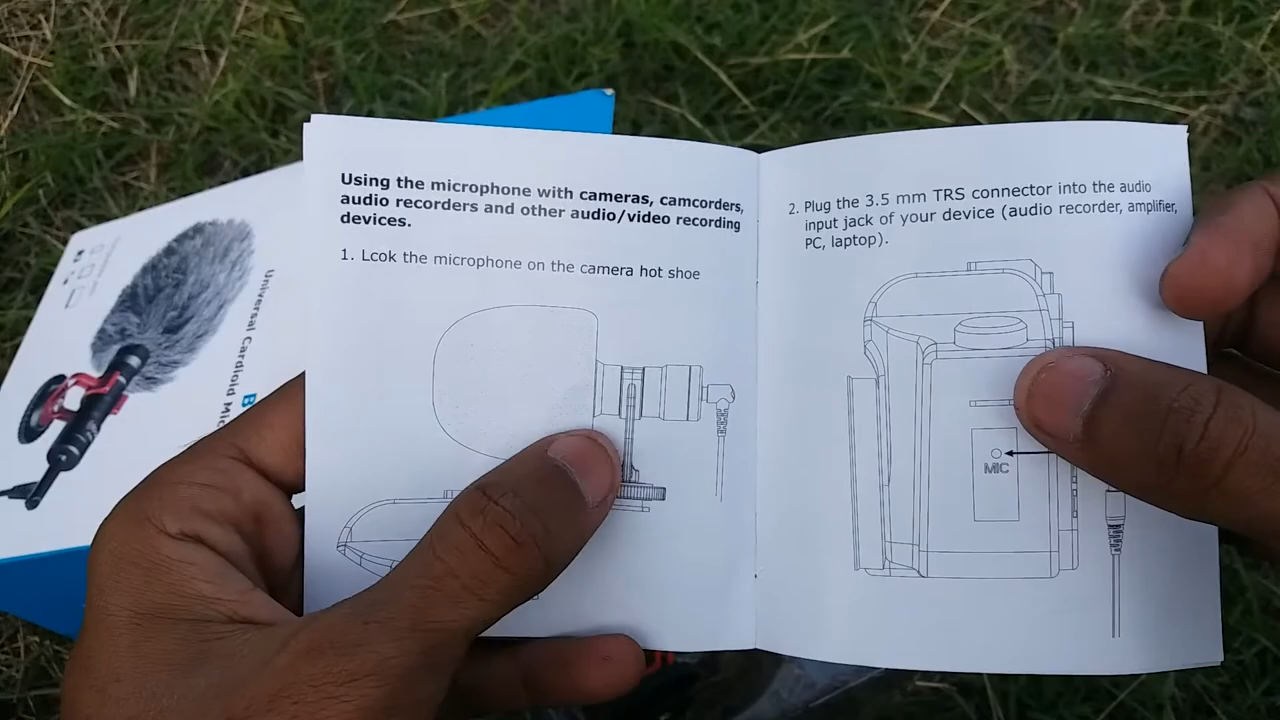 Using the microphone with cameras, camcorders,
audio recorders and other audio/video recording
devices.
1. Lcok the microphone on the camera hot shoe
2. Plug the 3.5 mm TRS connector into the audio
input jack of your device (audio recorder, amplifier,
PC, laptop).
MIC
Universal Cardioid Mic
B